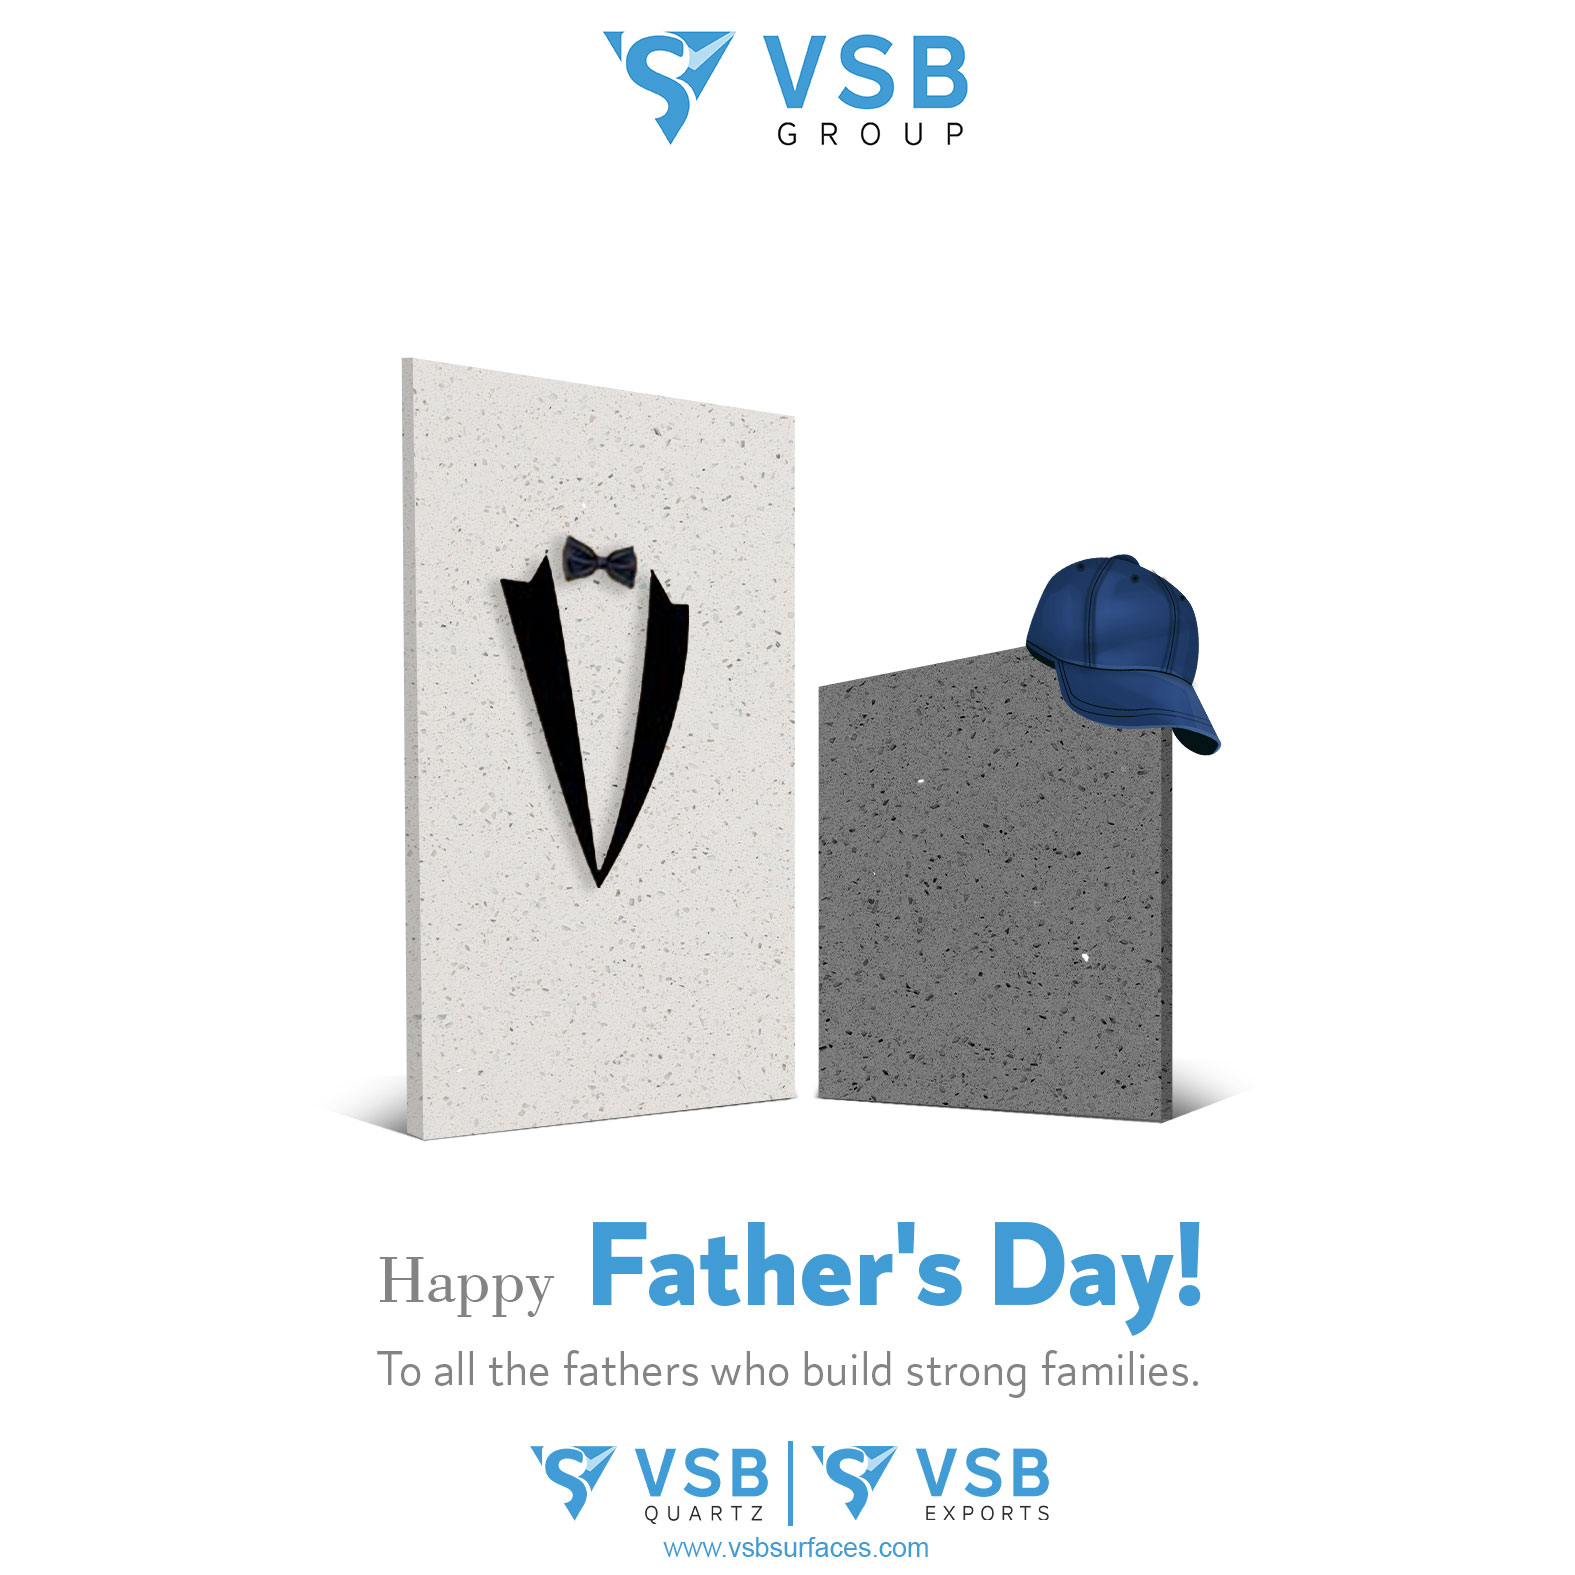 VSB
GROUP
Happy Father's Day!
To all the fathers who build strong families.
VSB
QUARTZ
VSB
EXPORTS
www.vsbsurfaces.com